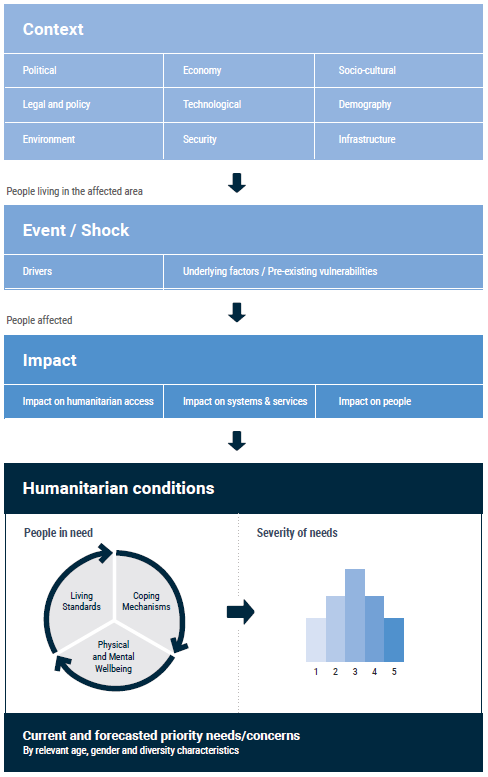 Context
Political
Economy
Socio-cultural
Legal and policy
Technological
Demography
Environment
Security
Infrastructure
People living in the affected area
Event / Shock
Drivers
Underlying factors / Pre-existing vulnerabilities
People affected
Impact
Impact on humanitarian access
Impact on systems & services
Impact on people
Humanitarian conditions
People in need
Severity of needs
Living
Standards
Coping
Mechanisms
Physical
and Mental
Wellbeing
1 2 3 4 5
Current and forecasted priority needs/concerns
By relevant age, gender and diversity characteristics